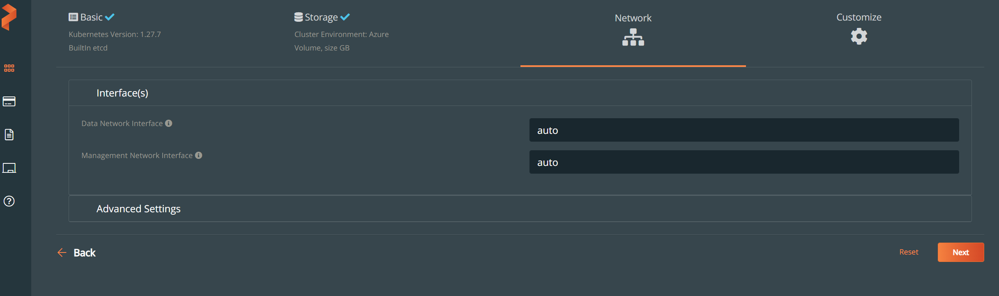 Basic
Kubernetes Version: 1.27.7
BuiltIn etcd
Storage
Cluster Environment: Azure
Volume, size GB
Network
Customize
Interface(s)
Data Network Interface
auto
Management Network Interface
auto
Advanced Settings
Back
Reset
Next